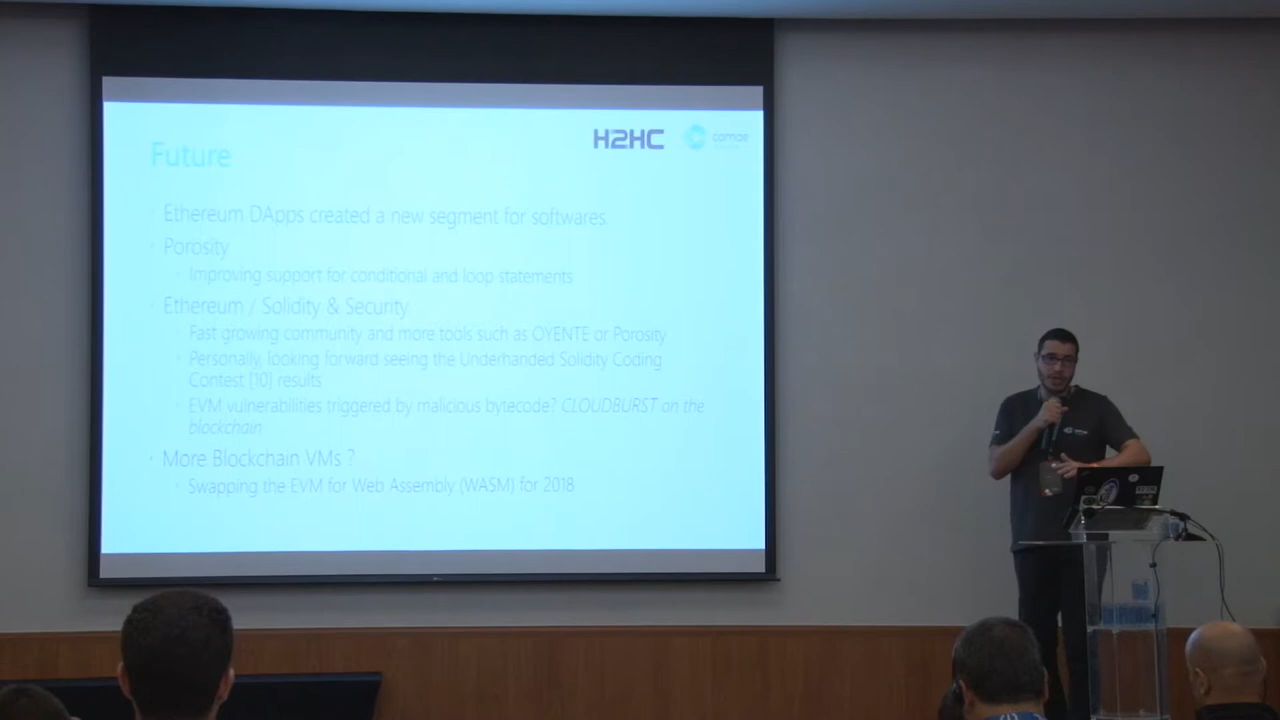 H2HC
comae
Future
Ethereum DApps created a new segment for softwares.
Porosity
Improving support for conditional and loop statements
Ethereum / Solidity & Security
Fast growing community and more tools such as OYENTE or Porosity
Personally, looking forward seeing the Underhanded Solidity Coding
Contest [10] results
EVM vulnerabilities triggered by malicious bytecode? CLOUDBURST on the
blockchain
More Blockchain VMs ?
Swapping the EVM for Web Assembly (WASM) for 2018